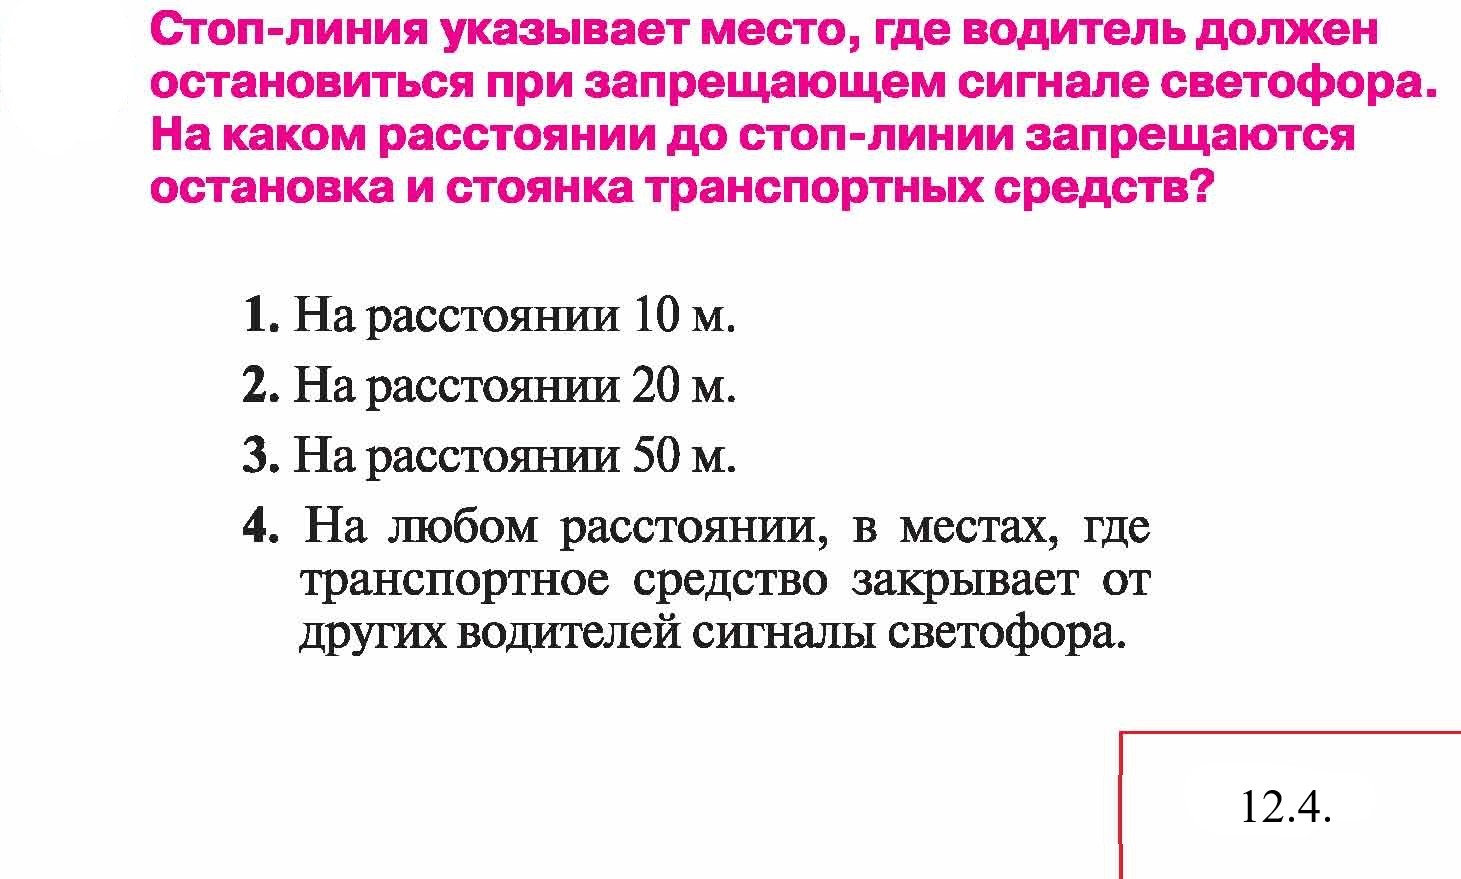 Стоп-линия указывает место, где водитель должен
остановиться при запрещающем сигнале светофора.
На каком расстоянии до стоп-линии запрещаются
остановка и стоянка транспортных средств?
1. На расстоянии 10 м.
2. На расстоянии 20 м.
3. На расстоянии 50 м.
4. На любом расстоянии, в местах, где
транспортное средство закрывает от
других водителей сигналы светофора.
12.4.